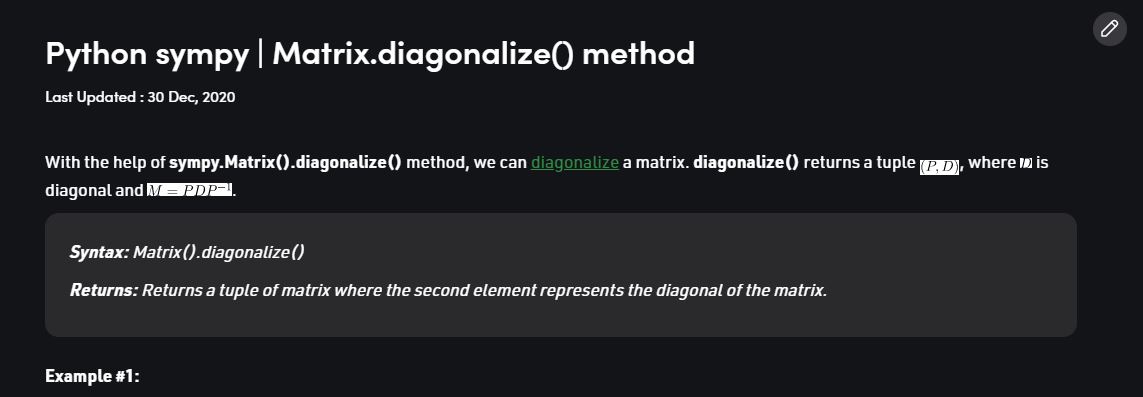 Python sympy | Matrix.diagonalize() method
Last Updated : 30 Dec, 2020
With the help of sympy.Matrix().diagonalize() method, we can diagonalize a matrix. diagonalize() returns a tuple (P, D), where D is
diagonal and M = PDP⁻¹.
Syntax: Matrix().diagonalize()
Returns: Returns a tuple of matrix where the second element represents the diagonal of the matrix.
Example #1: